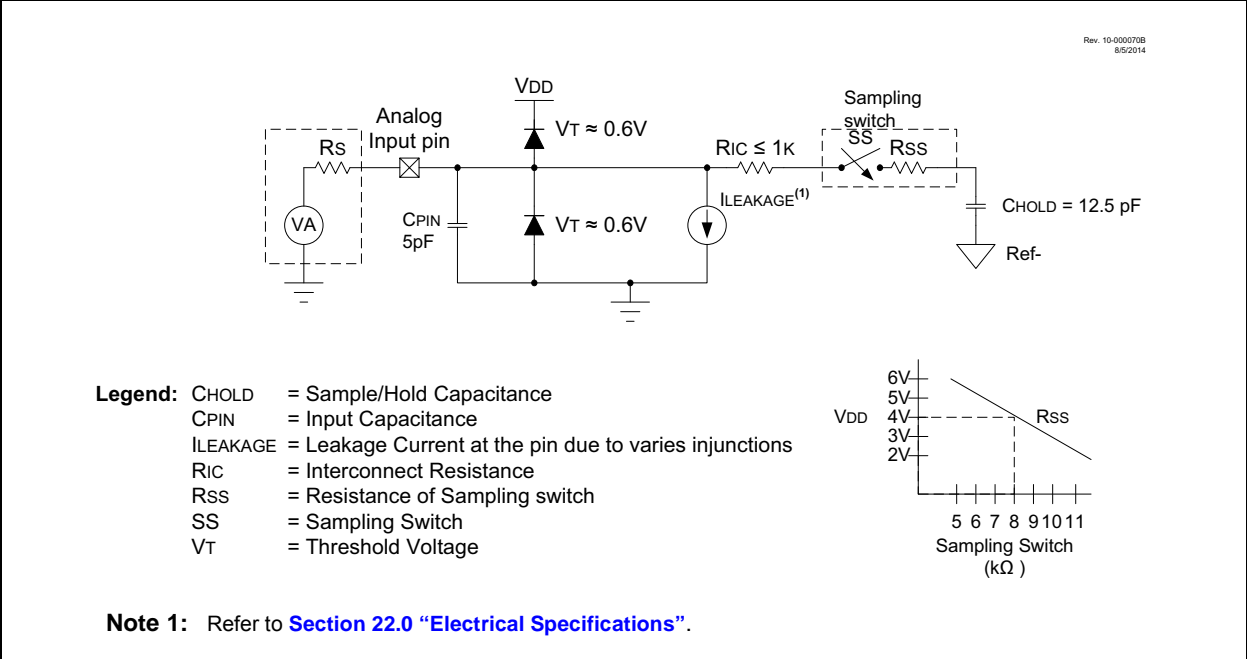 Rev. 10-000070B
8/5/2014
VDD
Sampling
switch
Analog
Input pin
VT ≈ 0.6V
SS
RS
RIC ≤ 1K
RSS
ILEAKAGE(1)
VA
CPIN
5pF
VT ≈ 0.6V
CHOLD = 12.5 pF
Ref-
Legend: CHOLD = Sample/Hold Capacitance
CPIN = Input Capacitance
ILEAKAGE = Leakage Current at the pin due to varies injunctions
RIC = Interconnect Resistance
RSS = Resistance of Sampling switch
SS = Sampling Switch
VT = Threshold Voltage
6V
5V
VDD 4V RSS
3V
2V
5 6 7 8 9 10 11
Sampling Switch
(kΩ )
Note 1: Refer to Section 22.0 “Electrical Specifications”.